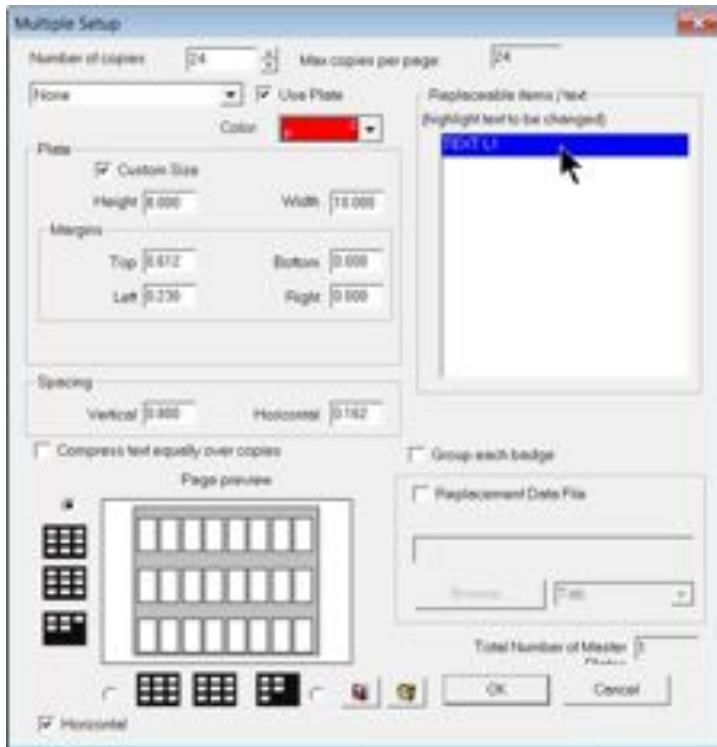 Multiple Setup
Number of copies: 24 Max copies per page: 24
None Use Plate Replaceable items / text
Color: (highlight text to be changed)
TEXT L1
Plate
Custom Size
Height 8.000 Width 10.000
Margins
Top 0.612 Bottom 0.000
Left 0.230 Right 0.000
Spacing
Vertical 0.800 Horizontal 0.162
Compress text equally over copies Group each badge
Page preview
Replacement Data File
Browse... Tab
Total Number of Master 1
OK Cancel
Horizontal